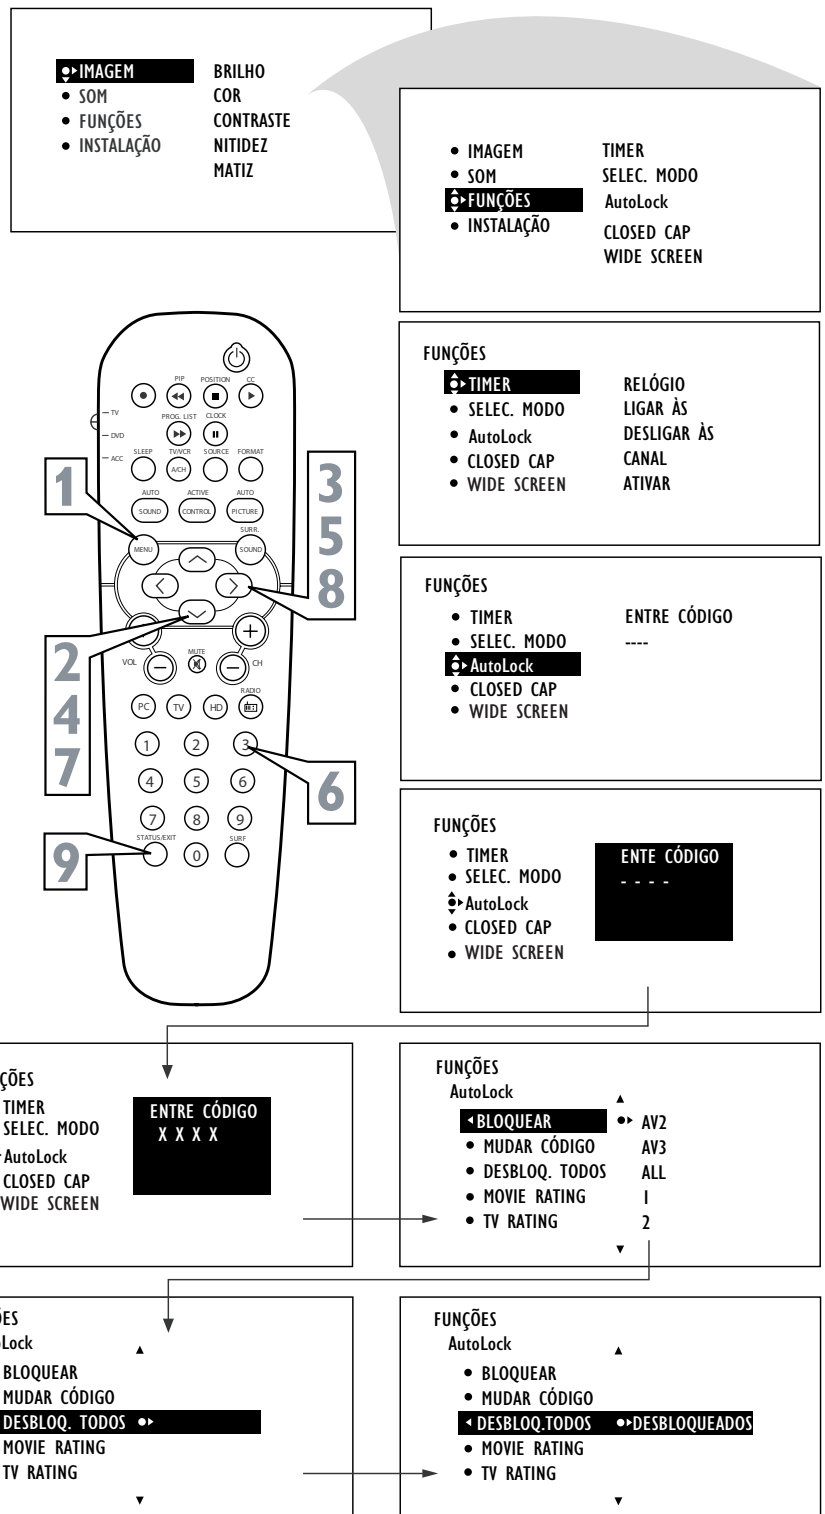 IMAGEM BRILHO
SOM COR
FUNÇÕES CONTRASTE
INSTALAÇÃO NITIDEZ
MATIZ
IMAGEM TIMER
SOM SELEC. MODO
FUNÇÕES AutoLock
INSTALAÇÃO CLOSED CAP
WIDE SCREEN
FUNÇÕES
TIMER RELÓGIO
SELEC. MODO LIGAR ÀS
AutoLock DESLIGAR ÀS
CLOSED CAP CANAL
WIDE SCREEN ATIVAR
FUNÇÕES
TIMER ENTRE CÓDIGO
SELEC. MODO ----
AutoLock
CLOSED CAP
WIDE SCREEN
FUNÇÕES
TIMER ENTE CÓDIGO
SELEC. MODO - - - -
AutoLock
CLOSED CAP
WIDE SCREEN
PIP POSITION CC
TV
PROG. LIST CLOCK
DVD
ACC
SLEEP TV/VCR SOURCE FORMAT
A/CH
AUTO ACTIVE AUTO
SOUND CONTROL PICTURE
SURR.
MENU SOUND
1
3
5
8
2
4
7
6
9
+
VOL MUTE CH
RADIO
PC TV HD
1 2 3
4 5 6
7 8 9
STATUS/EXIT SURF
0
ÇÕES
TIMER ENTRE CÓDIGO
SELEC. MODO X X X X
AutoLock
CLOSED CAP
WIDE SCREEN
FUNÇÕES
AutoLock
BLOQUEAR AV2
MUDAR CÓDIGO AV3
DESBLOQ. TODOS ALL
MOVIE RATING 1
TV RATING 2
ÕES
oLock
BLOQUEAR
MUDAR CÓDIGO
DESBLOQ. TODOS
MOVIE RATING
TV RATING
FUNÇÕES
AutoLock
BLOQUEAR
MUDAR CÓDIGO
DESBLOQ.TODOS DESBLOQUEADOS
MOVIE RATING
TV RATING